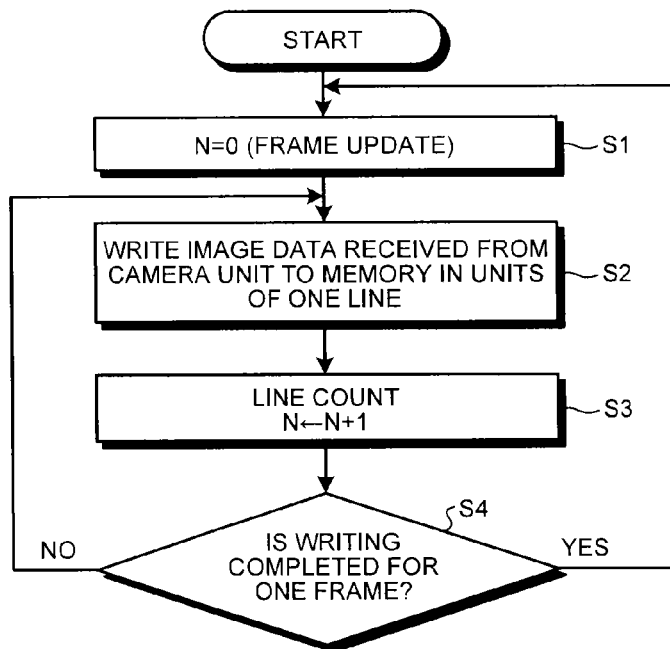 START
N=0 (FRAME UPDATE)
S1
WRITE IMAGE DATA RECEIVED FROM
CAMERA UNIT TO MEMORY IN UNITS
OF ONE LINE
S2
LINE COUNT
N←N+1
S3
S4
NO
IS WRITING
COMPLETED FOR
ONE FRAME?
YES